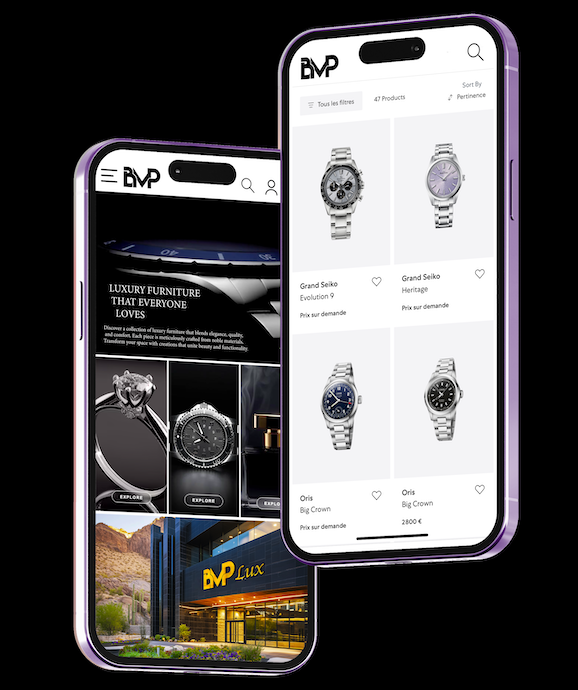 BMP
LUXURY FURNITURE
THAT EVERYONE
LOVES
Discover a collection of luxury furniture that blends elegance, quality,
and comfort. Each piece is meticulously crafted from noble materials.
Transform your space with creations that unite beauty and functionality.
EXPLORE
EXPLORE
EXPLO
BMP Lux
BMP
Tous les filtres
47 Products
Sort By
Pertinence
Grand Seiko
Evolution 9
Prix sur demande
Grand Seiko
Heritage
Prix sur demande
Oris
Big Crown
Prix sur demande
Oris
Big Crown
2800 €